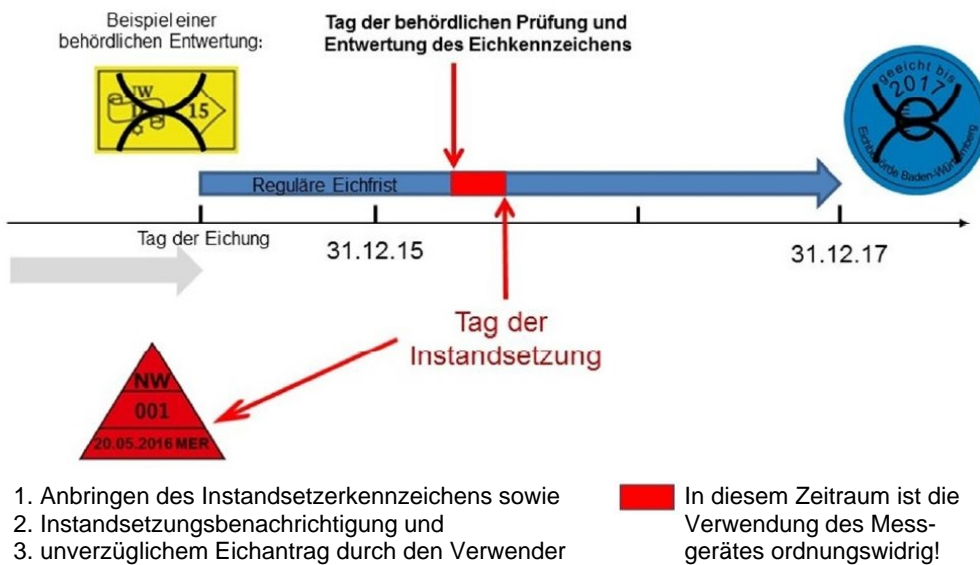 Beispiel einer
behördlichen Entwertung:
Tag der behördlichen Prüfung und
Entwertung des Eichkennzeichens
15
geeicht bis
2017
Eichbehörde Baden-Württemberg
Reguläre Eichfrist
Tag der Eichung
31.12.15
31.12.17
Tag der
Instandsetzung
NW
001
20.05.2016 MER
1. Anbringen des Instandsetzerkennzeichens sowie
2. Instandsetzungsbenachrichtigung und
3. unverzüglichem Eichantrag durch den Verwender
In diesem Zeitraum ist die
Verwendung des Mess-
gerätes ordnungswidrig!